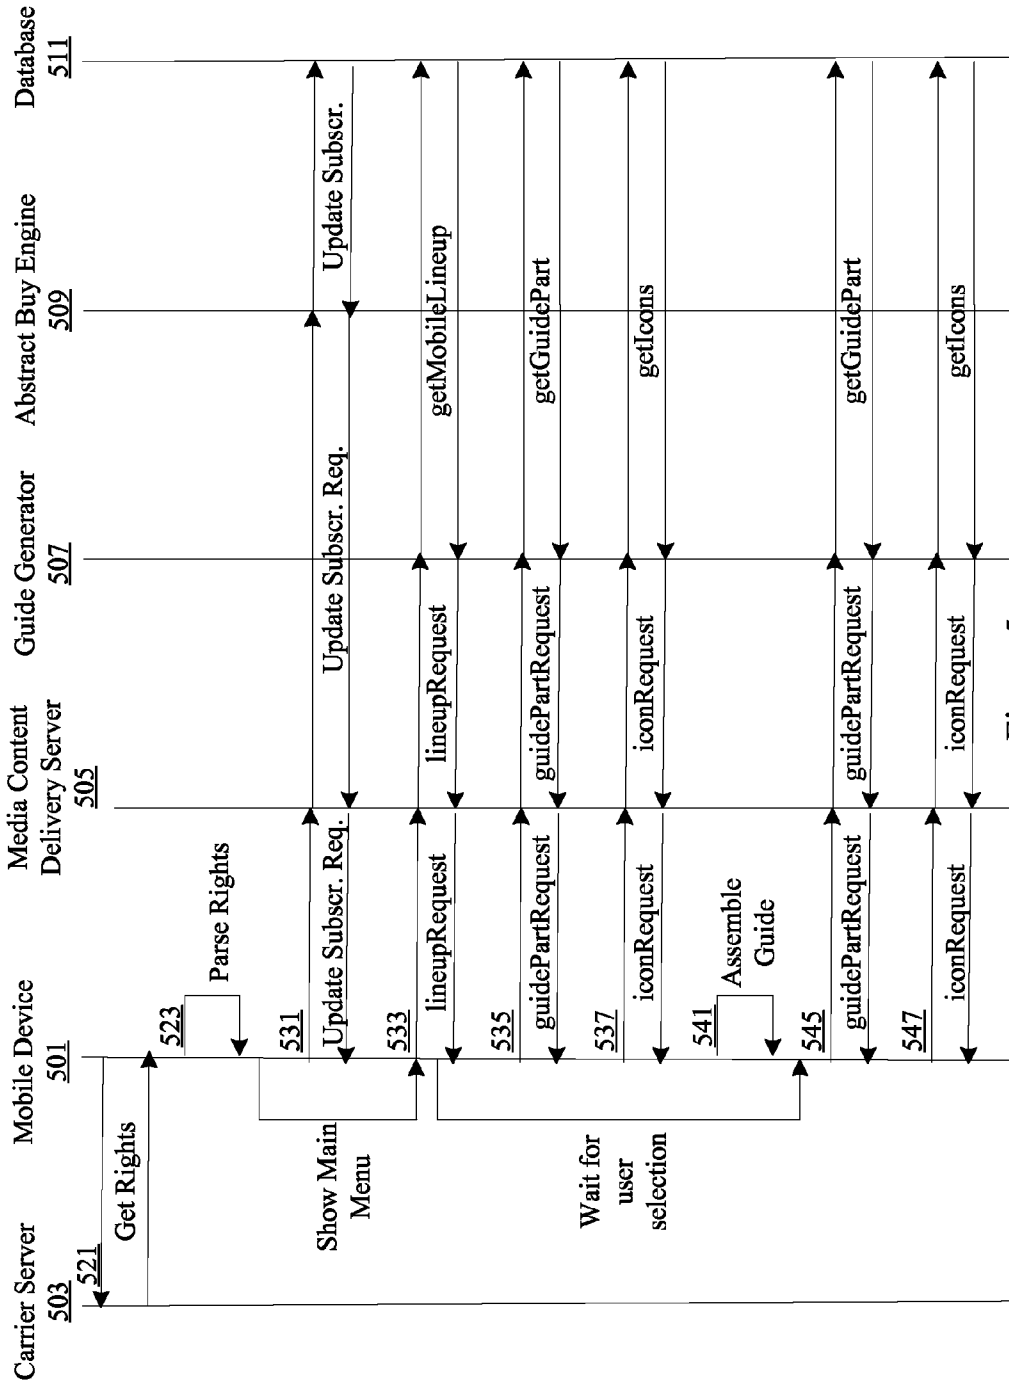 Carrier Server
503
Mobile Device
501
Media Content
Delivery Server
505
Guide Generator
507
Abstract Buy Engine
509
Database
511
521
Get Rights
523
Parse Rights
Show Main
Menu
531
Update Subscr. Req.
Update Subscr. Req.
Update Subscr.
533
lineupRequest
lineupRequest
getMobileLineup
Wait for
user
selection
535
guidePartRequest
guidePartRequest
getGuidePart
537
iconRequest
iconRequest
getIcons
541
Assemble
Guide
545
guidePartRequest
guidePartRequest
getGuidePart
547
iconRequest
iconRequest
getIcons